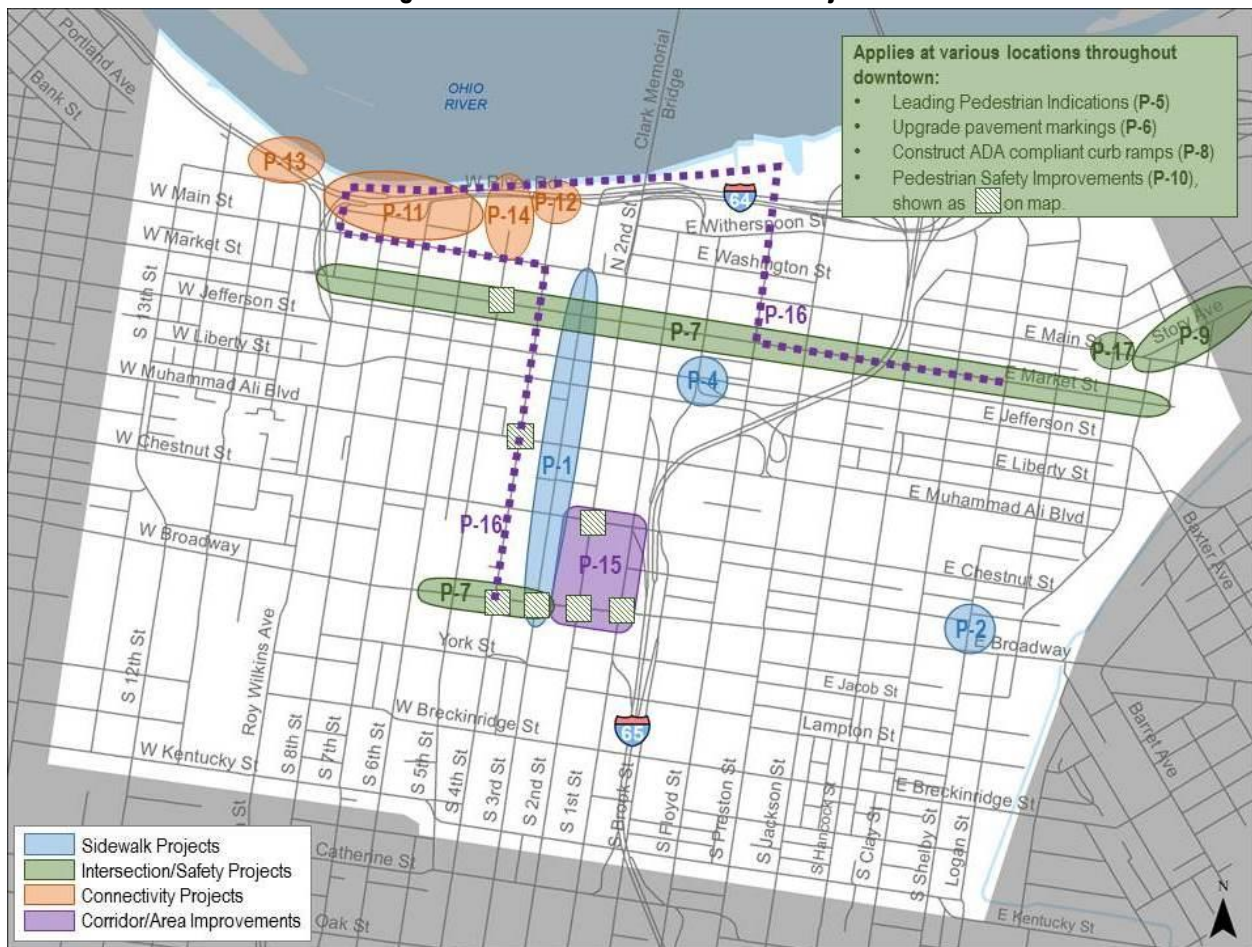 Portland Ave
Bank St
OHIO
RIVER
Clark Memorial
Bridge
Applies at various locations throughout
downtown:
• Leading Pedestrian Indications (P-5)
• Upgrade pavement markings (P-6)
• Construct ADA compliant curb ramps (P-8)
• Pedestrian Safety Improvements (P-10),
shown as on map.
P-13
W Main St
P-11
P-14
P-12
64
N 2nd St
E Witherspoon St
W Market St
E Washington St
S 13th St
W Jefferson St
W Liberty St
P-7
P-16
E Main St
P-17
Story Ave
P-9
W Muhammad Ali Blvd
P-4
E Market St
E Jefferson St
W Chestnut St
P-1
E Liberty St
E Muhammad Ali Blvd
Baxter Ave
W Broadway
P-16
P-15
E Chestnut St
P-7
P-2
E Broadway
York St
S 12th St
Roy Wilkins Ave
E Jacob St
W Breckinridge St
Lampton St
65
Barret Ave
W Kentucky St
S 8th St
S 7th St
S 6th St
S 5th St
S 4th St
S 3rd St
S 2nd St
S 1st St
S Brook St
S Floyd St
S Preston St
S Jackson St
S Hancock St
S Clay St
S Shelby St
Logan St
E Breckinridge St
Sidewalk Projects
Intersection/Safety Projects
Connectivity Projects
Corridor/Area Improvements
Catherine St
Oak St
E Kentucky St
N